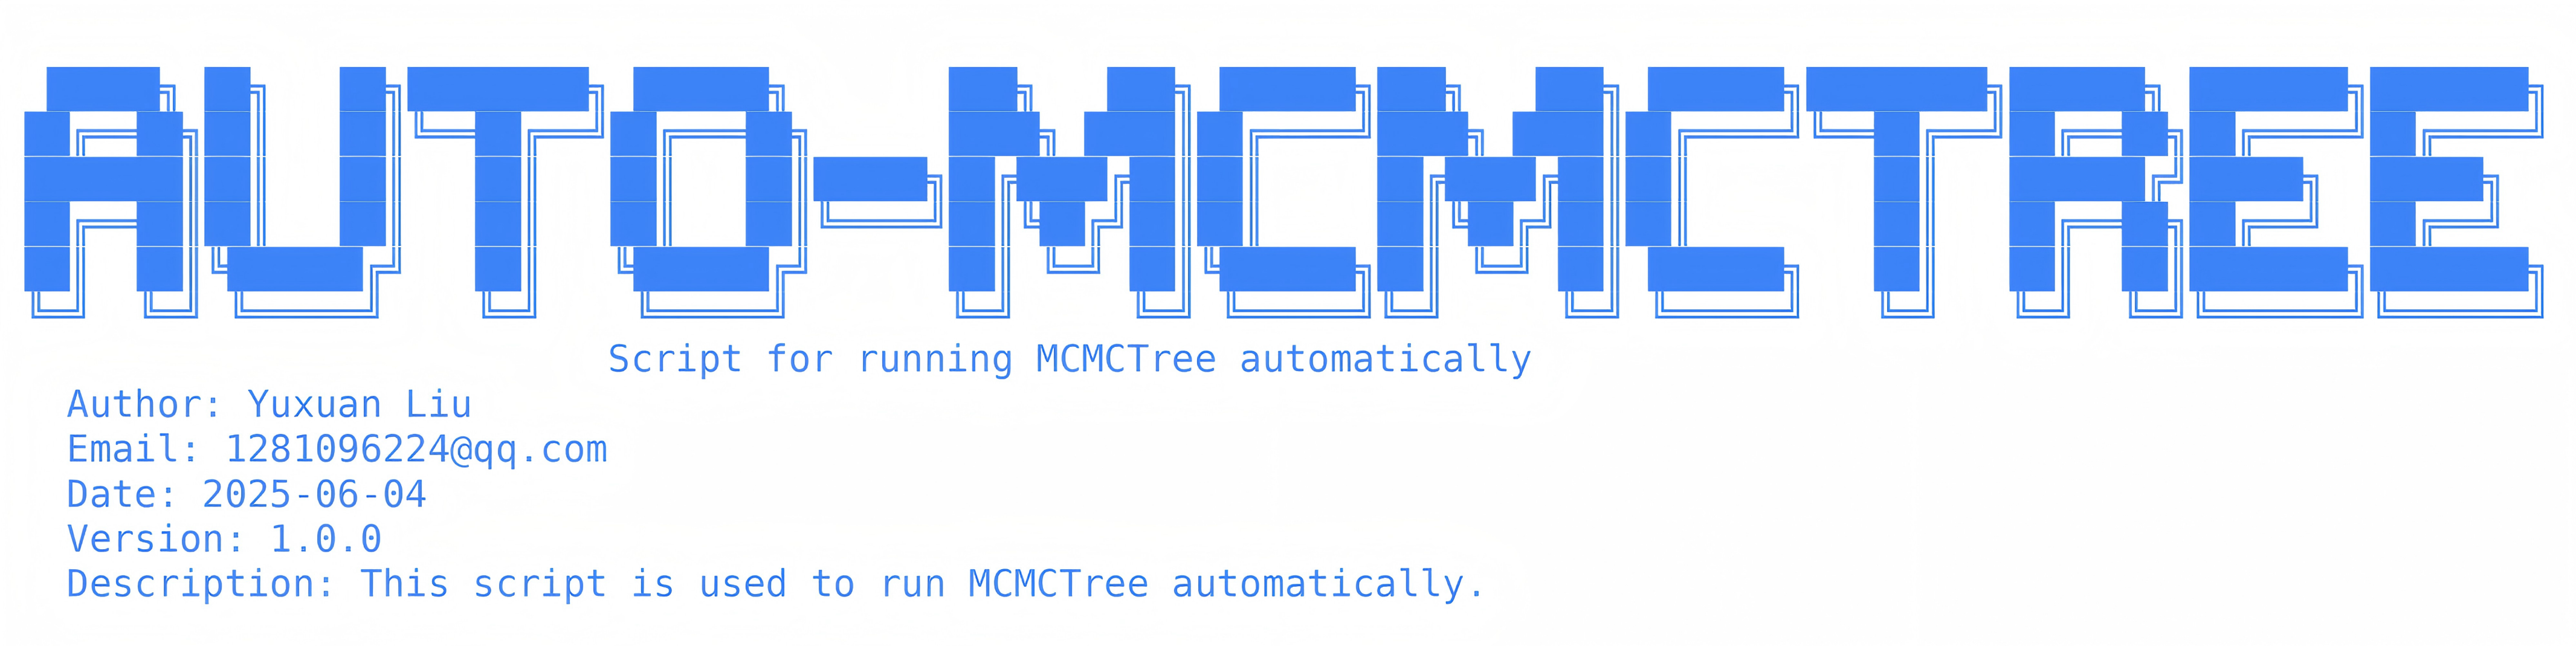 AUTO-MCMCTREE
Script for running MCMCTree automatically
Author: Yuxuan Liu
Email: 1281096224@qq.com
Date: 2025-06-04
Version: 1.0.0
Description: This script is used to run MCMCTree automatically.